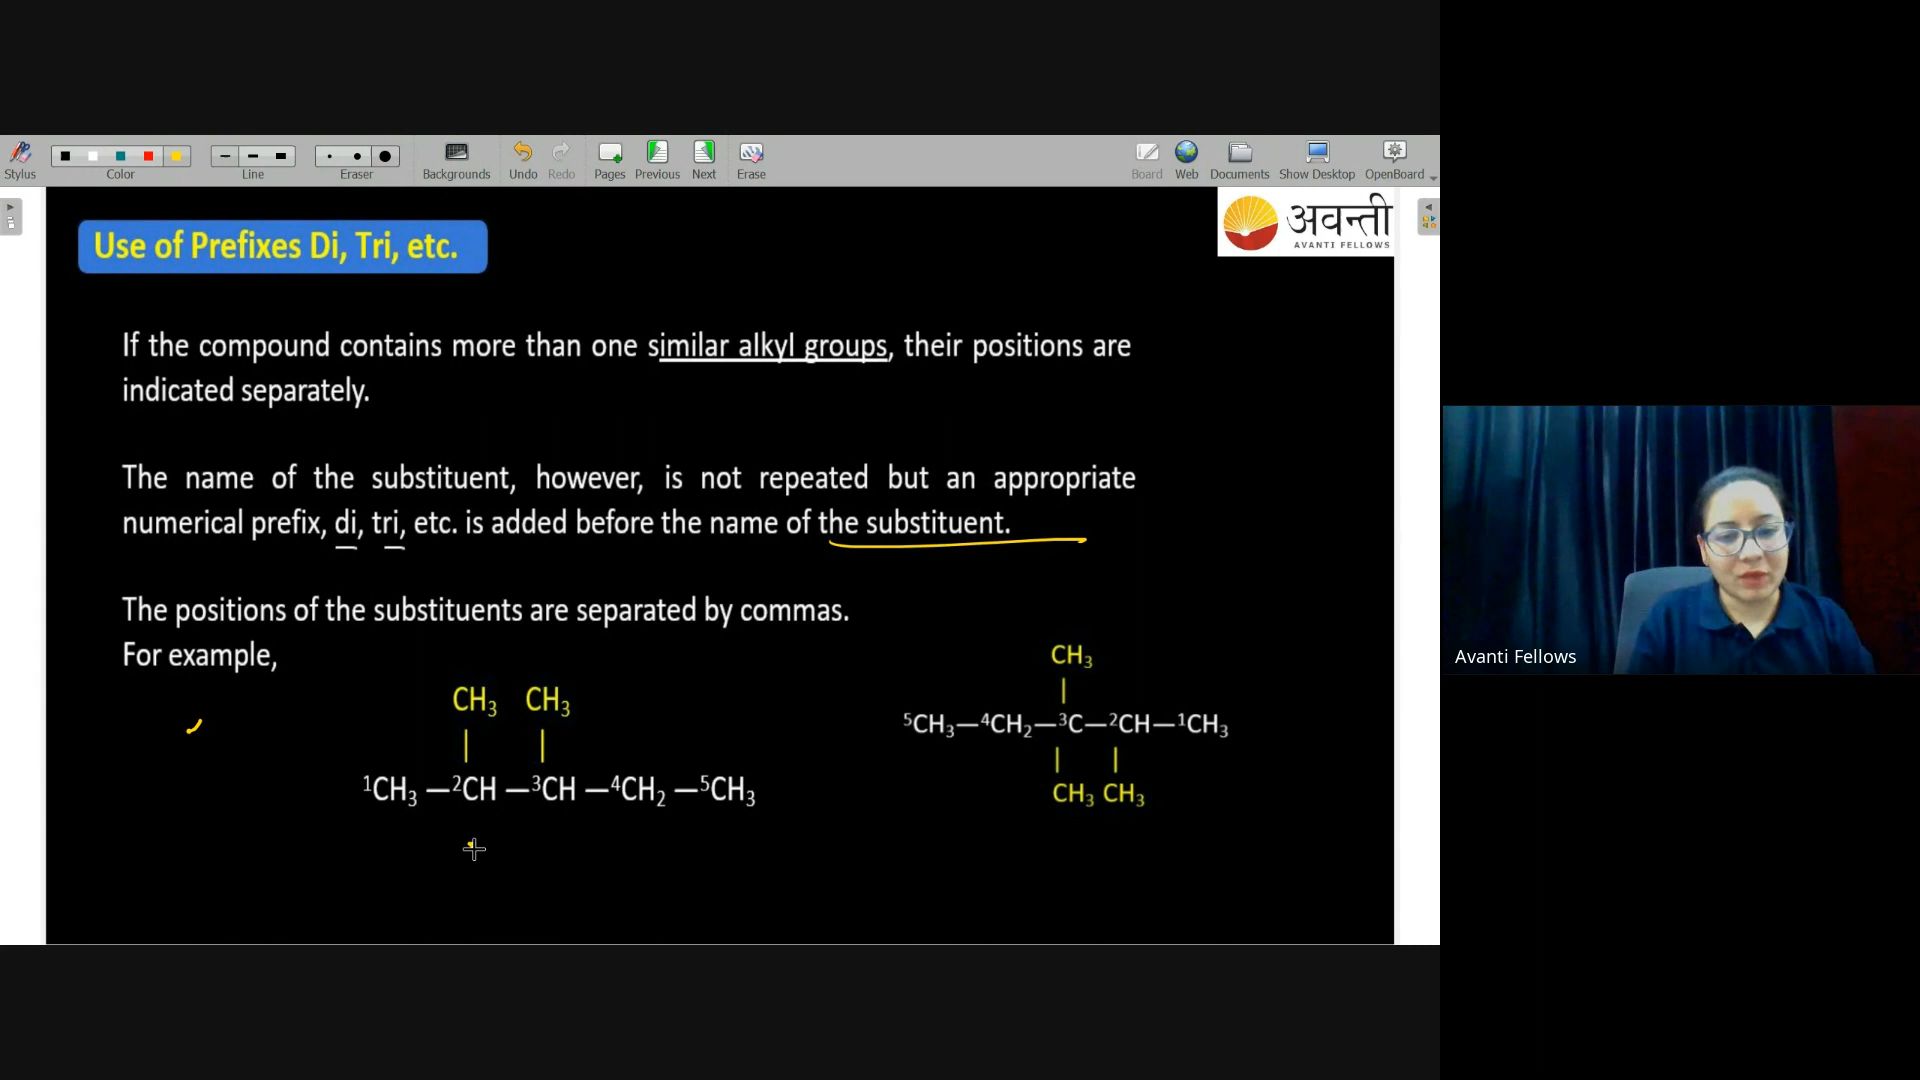 Stylus Color Line Eraser Backgrounds Undo Redo Pages Previous Next Erase Board Web Documents Show Desktop OpenBoard
अवन्ती
AVANTI FELLOWS
Use of Prefixes Di, Tri, etc.
If the compound contains more than one similar alkyl groups, their positions are
indicated separately.
The name of the substituent, however, is not repeated but an appropriate
numerical prefix, di, tri, etc. is added before the name of the substituent.
The positions of the substituents are separated by commas.
For example,
CH₃ CH₃
¹CH₃ —²CH —³CH —⁴CH₂ —⁵CH₃
CH₃
⁵CH₃—⁴CH₂—³C—²CH—¹CH₃
CH₃ CH₃
Avanti Fellows